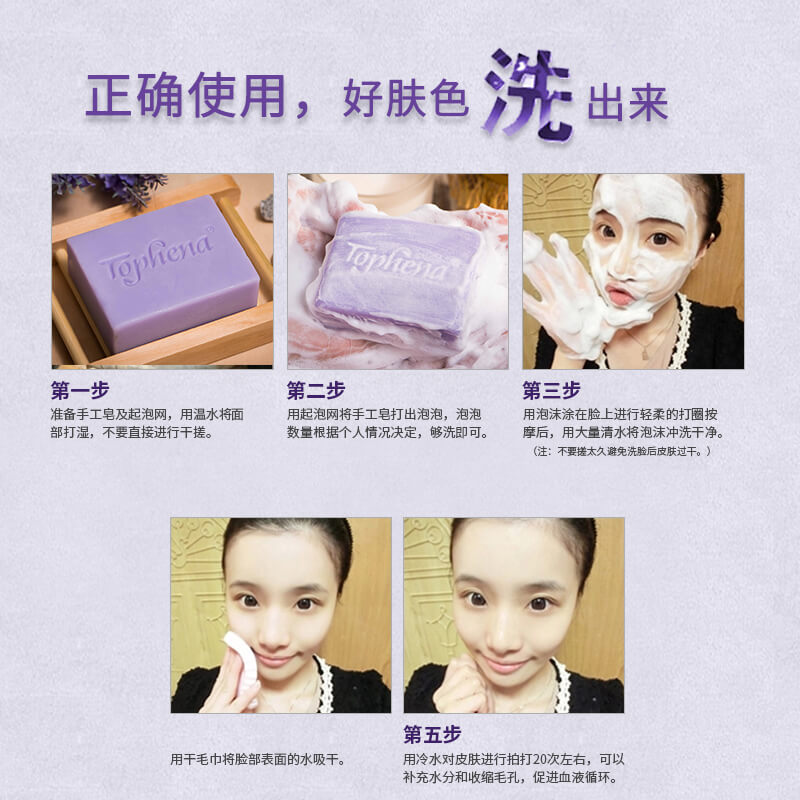 正确使用，好肤色洗出来
Tophena®
Tophena
第一步
准备手工皂及起泡网，用温水将面
部打湿，不要直接进行干搓。
第二步
用起泡网将手工皂打出泡泡，泡泡
数量根据个人情况决定，够洗即可。
第三步
用泡沫涂在脸上进行轻柔的打圈按
摩后，用大量清水将泡沫冲洗干净。
（注：不要搓太久避免洗脸后皮肤过干。）
用干毛巾将脸部表面的水吸干。
第五步
用冷水对皮肤进行拍打20次左右，可以
补充水分和收缩毛孔，促进血液循环。